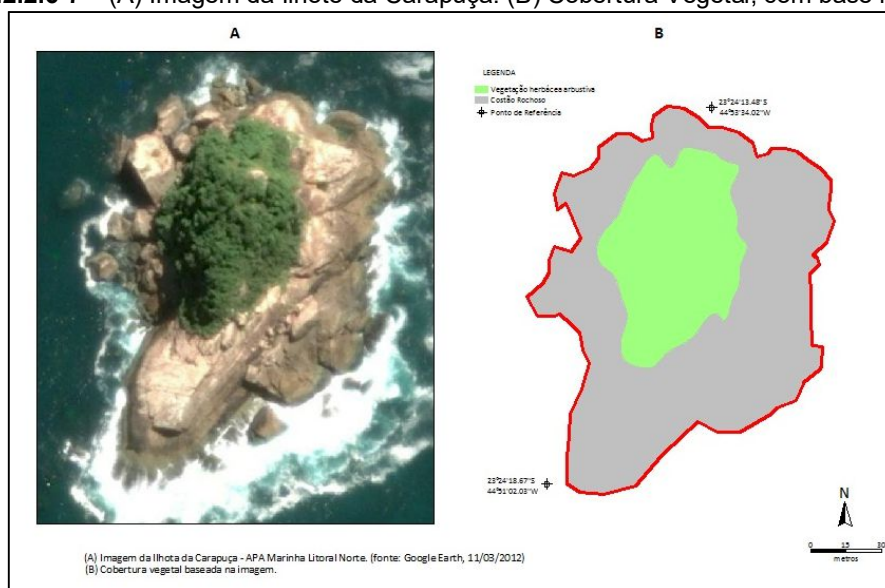 (A) Imagem da Ilhota da Carapuça. (B) Cobertura Vegetal, com base
A
B
LEGENDA
Vegetação herbácea arbustiva
Costão Rochoso
Ponto de Referência
23°24'13.48"S
44°53'34.02"W
23°24'18.67"S
44°51'02.03"W
N
0 15 30
metros
(A) Imagem da Ilhota da Carapuça - APA Marinha Litoral Norte. (fonte: Google Earth, 11/03/2012)
(B) Cobertura vegetal baseada na imagem.